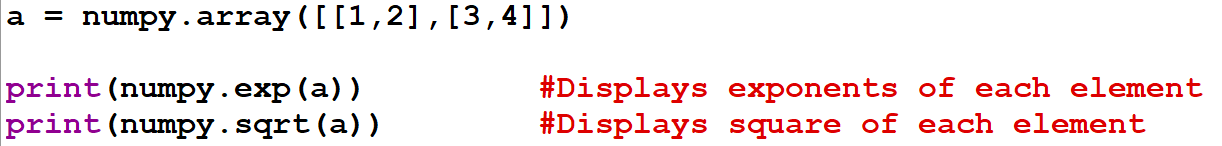 a = numpy.array([[1,2],[3,4]])
print(numpy.exp(a)) #Displays exponents of each element
print(numpy.sqrt(a)) #Displays square of each element